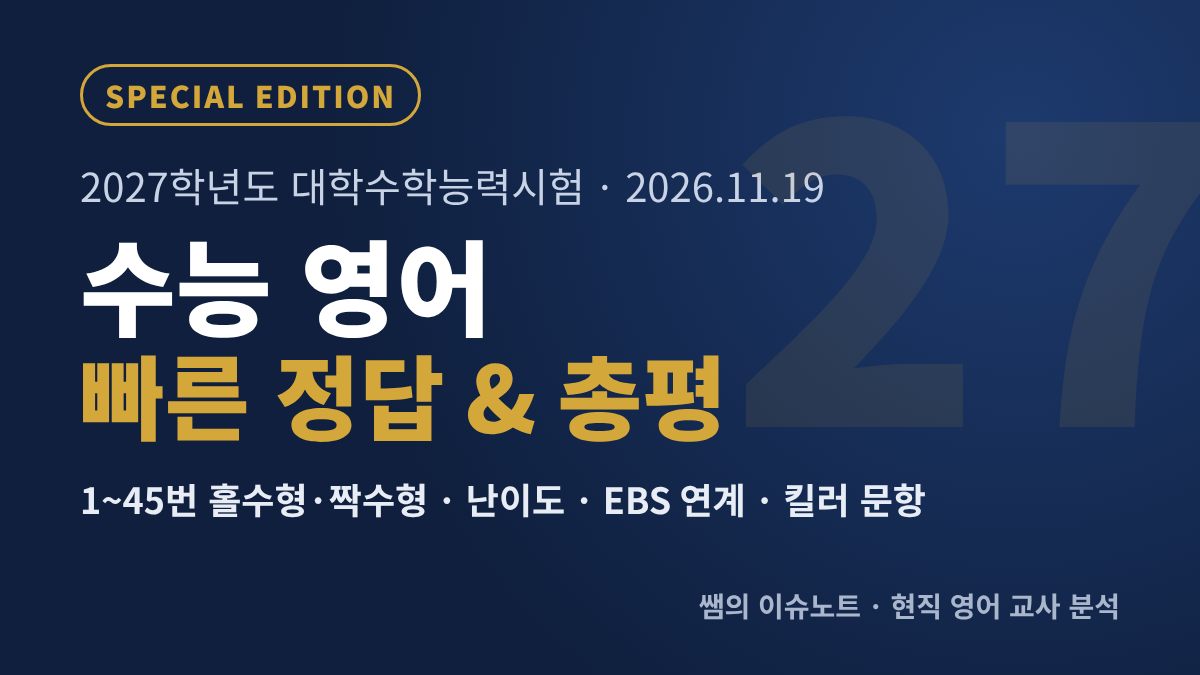 SPECIAL EDITION
2027학년도 대학수학능력시험 · 2026.11.19
27
수능 영어
빠른 정답 & 총평
1~45번 홀수형·짝수형 · 난이도 · EBS 연계 · 킬러 문항
쌤의 이슈노트 · 현직 영어 교사 분석